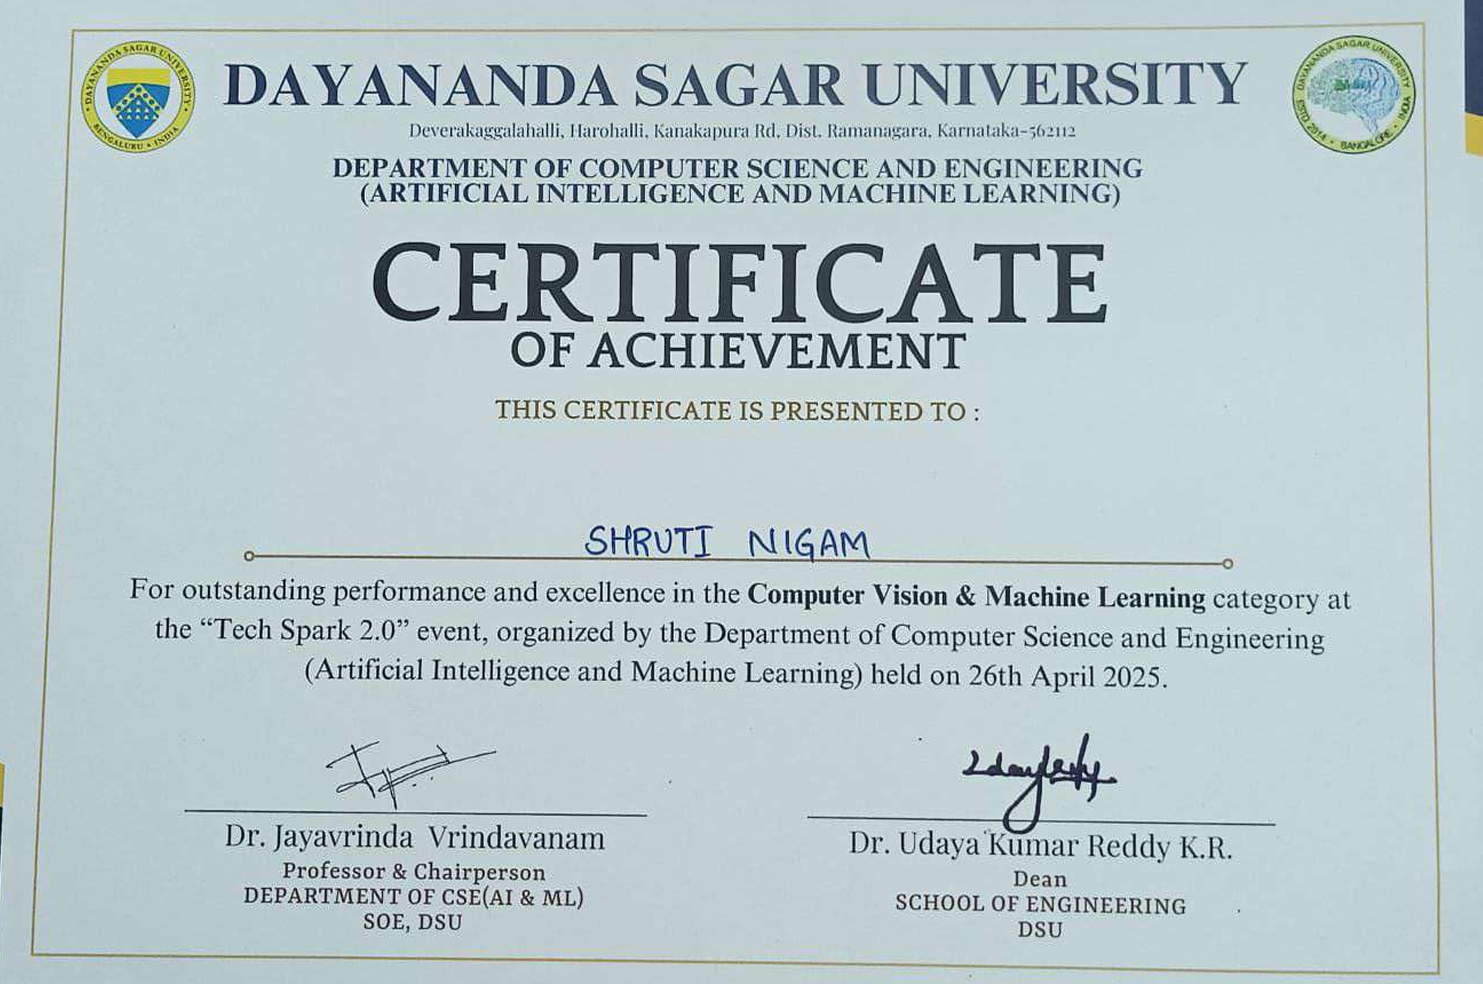 DAYANANDA SAGAR UNIVERSITY
BENGALURU • INDIA
DAYANANDA SAGAR UNIVERSITY
Deverakaggalahalli, Harohalli, Kanakapura Rd, Dist. Ramanagara, Karnataka-562112
DAYANANDA SAGAR UNIVERSITY
ESTD 2014 • BANGALORE • INDIA
DEPARTMENT OF COMPUTER SCIENCE AND ENGINEERING
(ARTIFICIAL INTELLIGENCE AND MACHINE LEARNING)
CERTIFICATE
OF ACHIEVEMENT
THIS CERTIFICATE IS PRESENTED TO :
SHRUTI NIGAM
For outstanding performance and excellence in the Computer Vision & Machine Learning category at
the “Tech Spark 2.0” event, organized by the Department of Computer Science and Engineering
(Artificial Intelligence and Machine Learning) held on 26th April 2025.
Dr. Jayavrinda Vrindavanam
Professor & Chairperson
DEPARTMENT OF CSE(AI & ML)
SOE, DSU
Dr. Udaya Kumar Reddy K.R.
Dean
SCHOOL OF ENGINEERING
DSU